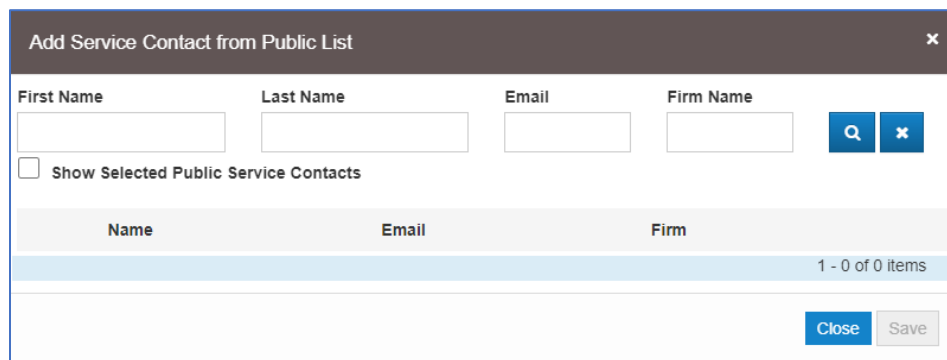 Add Service Contact from Public List ×
First Name Last Name Email Firm Name
Show Selected Public Service Contacts
Name Email Firm
1 - 0 of 0 items
Close Save